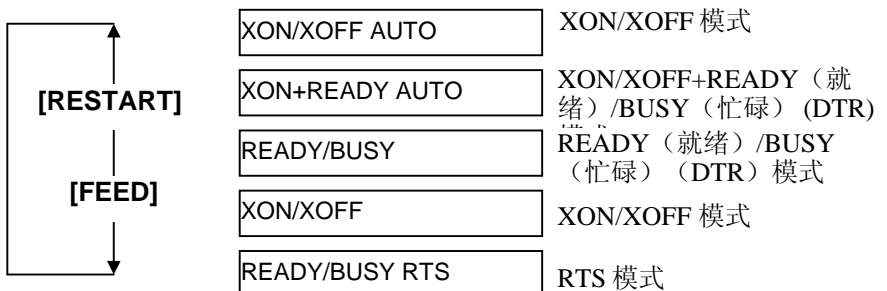 XON/XOFF AUTO
XON/XOFF 模式
[RESTART]
XON+READY AUTO
XON/XOFF+READY（就
绪）/BUSY（忙碌） (DTR)
READY/BUSY
READY（就绪）/BUSY
（忙碌）（DTR）模式
[FEED]
XON/XOFF
XON/XOFF 模式
READY/BUSY RTS
RTS 模式